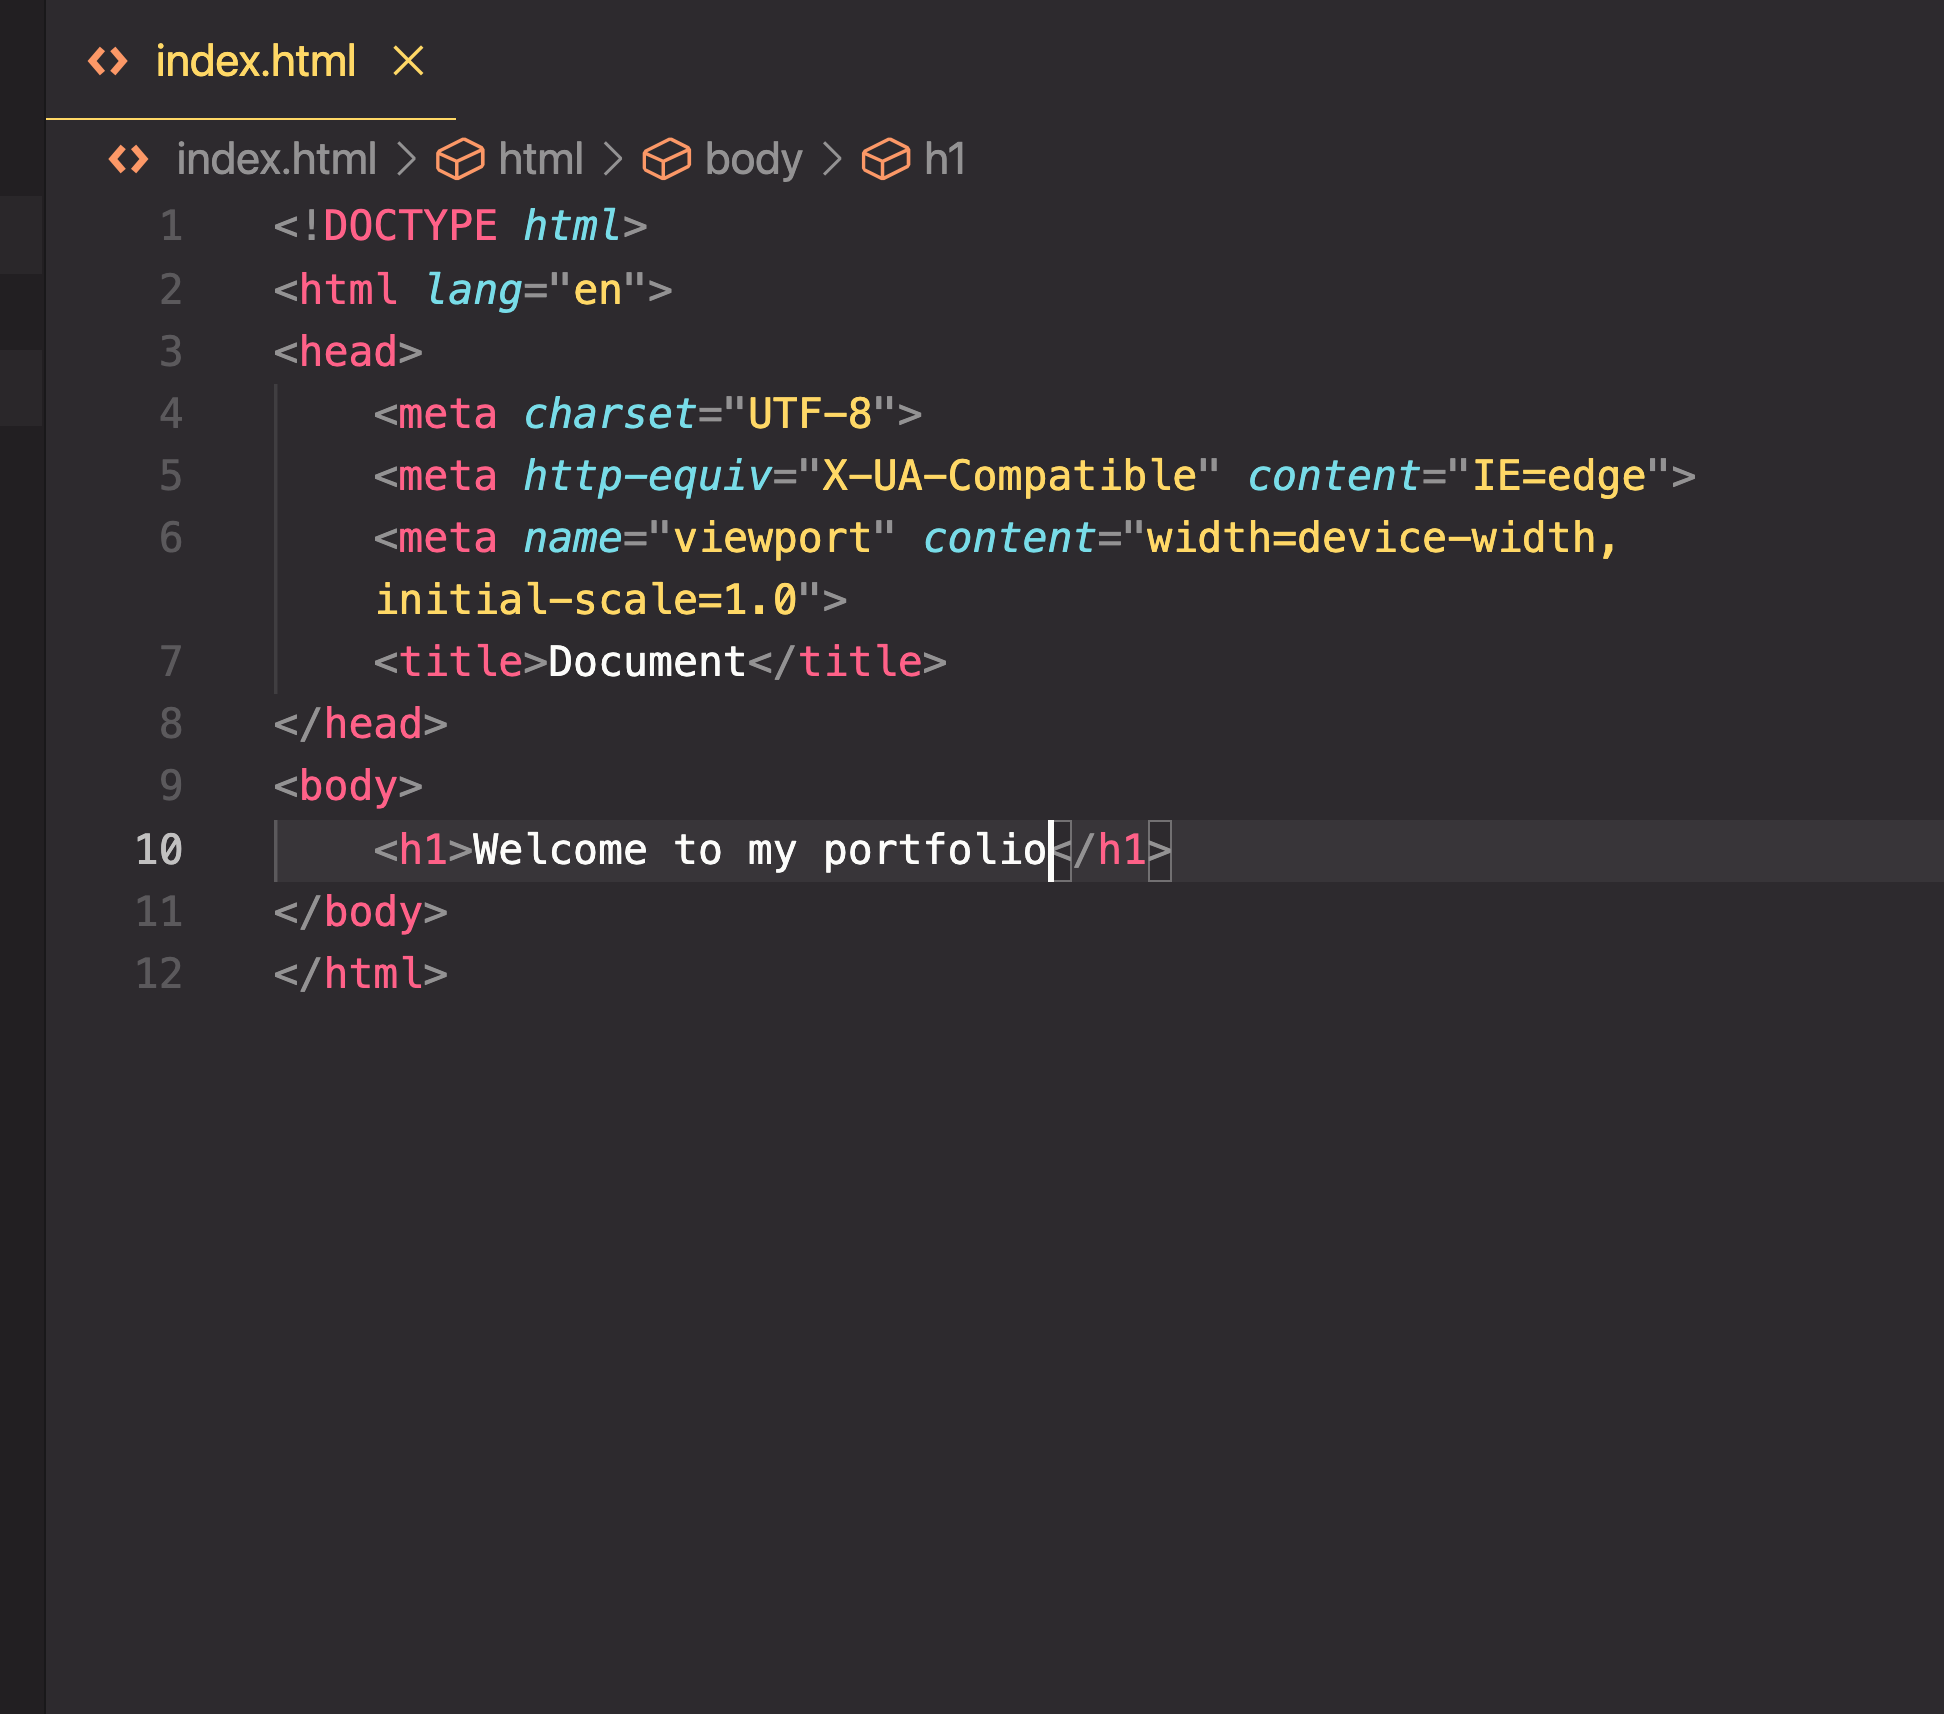 index.html
index.html > html > body > h1
1 <!DOCTYPE html>
2 <html lang="en">
3 <head>
4     <meta charset="UTF-8">
5     <meta http-equiv="X-UA-Compatible" content="IE=edge">
6     <meta name="viewport" content="width=device-width,
    initial-scale=1.0">
7     <title>Document</title>
8 </head>
9 <body>
10     <h1>Welcome to my portfolio</h1>
11 </body>
12 </html>